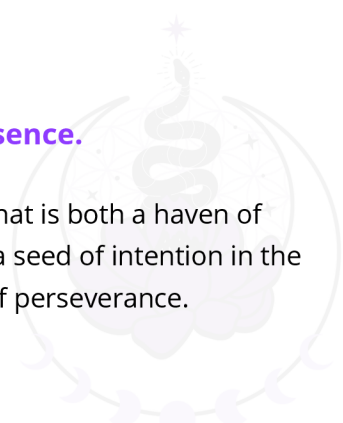 sence.
hat is both a haven of
a seed of intention in the
f perseverance.